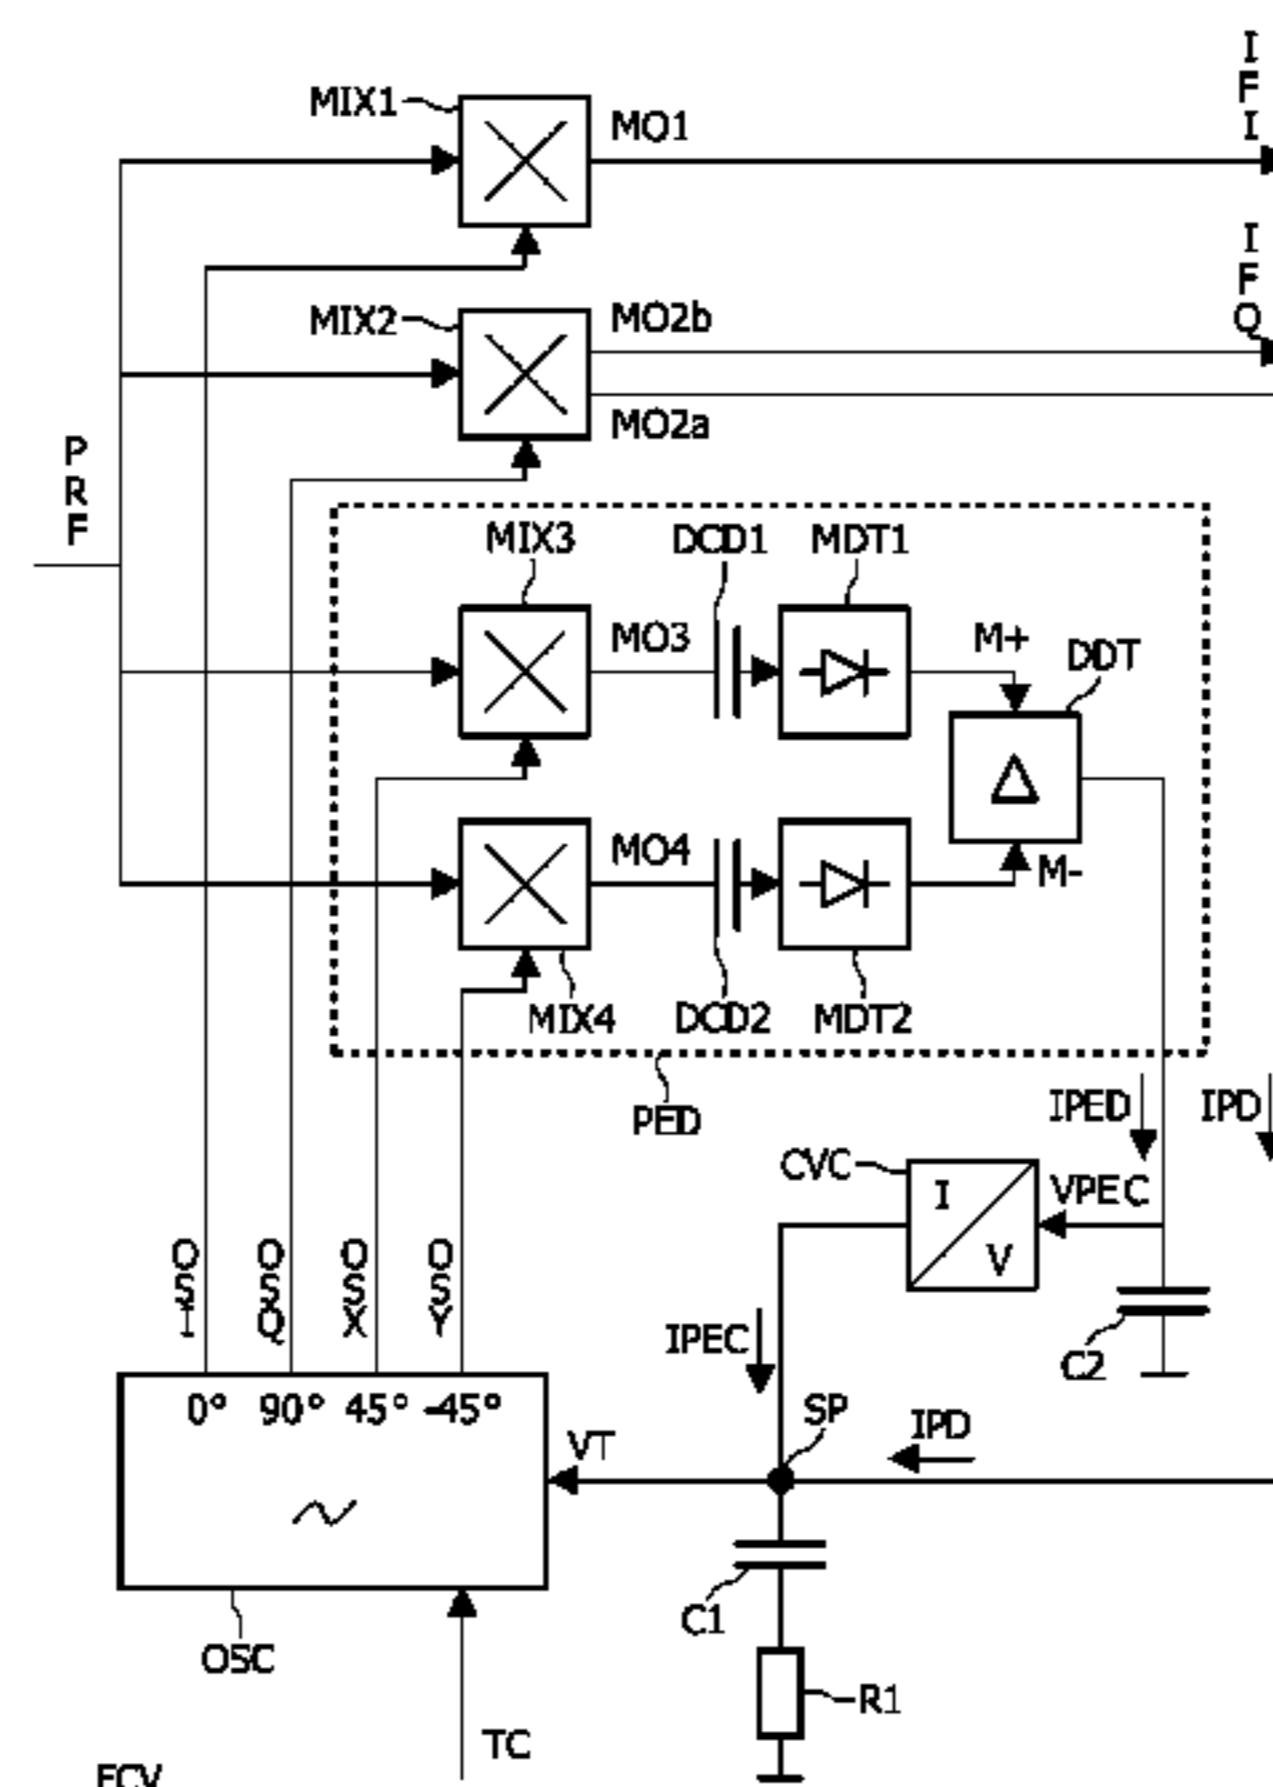 I
F
I
MIX1
MO1
I
F
Q
MIX2
MO2b
MO2a
P
R
F
MIX3
DCD1
MDT1
MO3
M+
DDT
Δ
MO4
M-
MIX4
DCD2
MDT2
PED
IPED
IPD
CVC
I
V
VPEC
O
S
I
O
S
Q
O
S
X
O
S
Y
IPEC
C2
0° 90° 45° -45°
SP
IPD
VT
C1
OSC
R1
TC